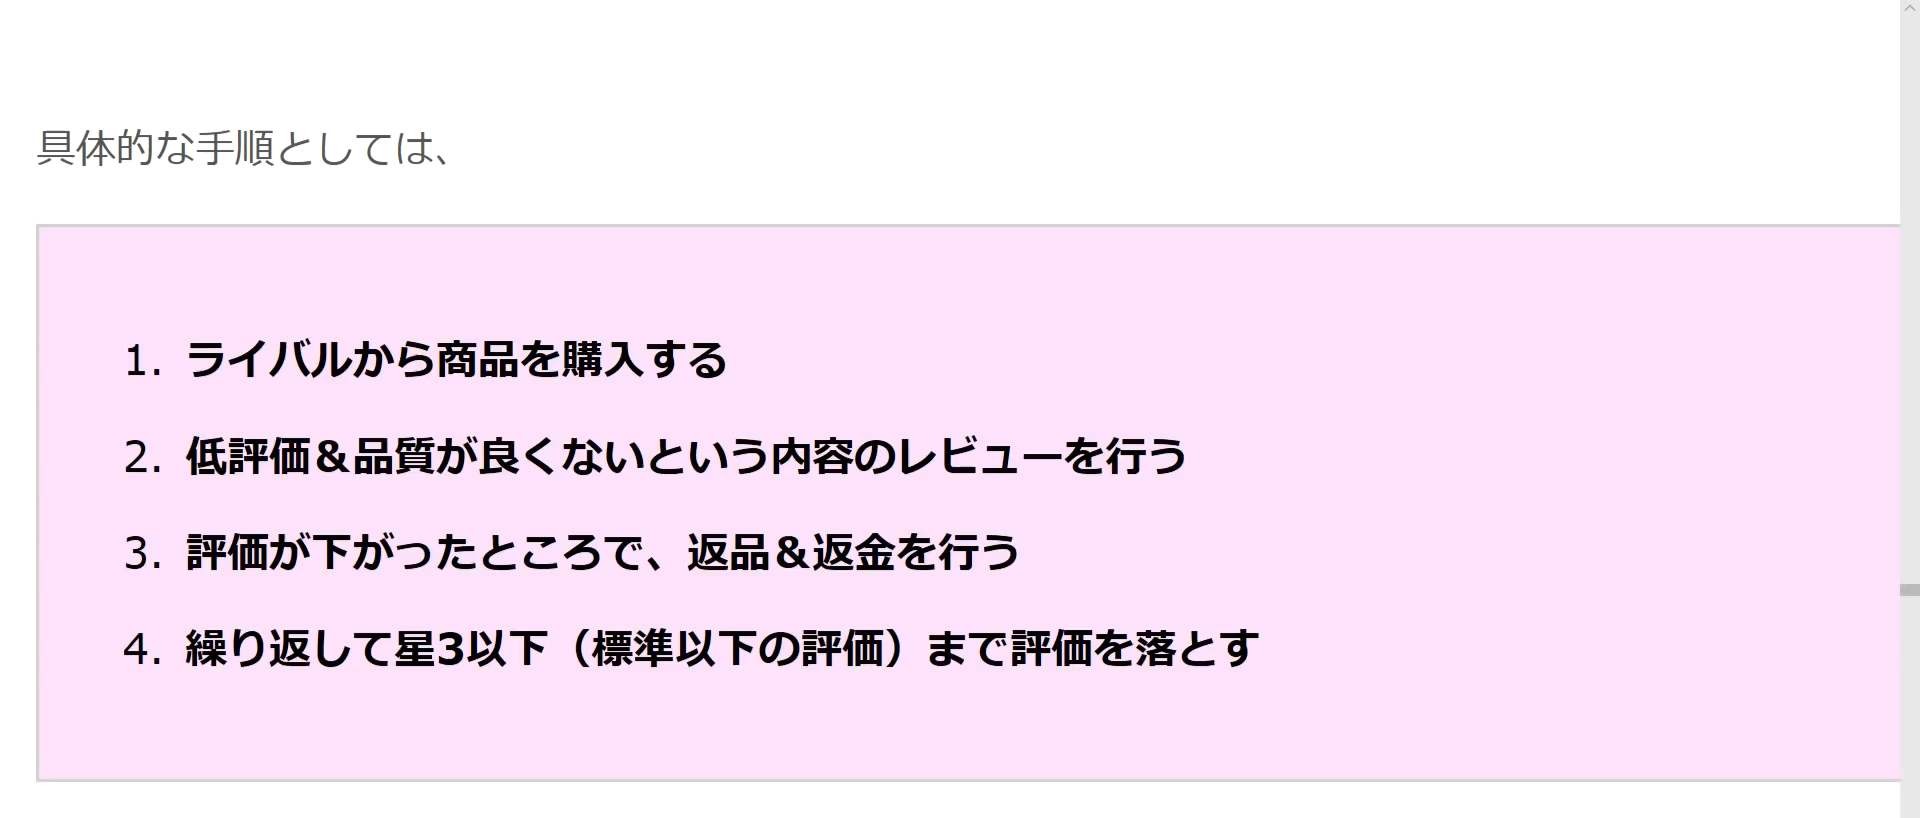 具体的な手順としては、
1. ライバルから商品を購入する
2. 低評価＆品質が良くないという内容のレビューを行う
3. 評価が下がったところで、返品＆返金を行う
4. 繰り返して星3以下（標準以下の評価）まで評価を落とす